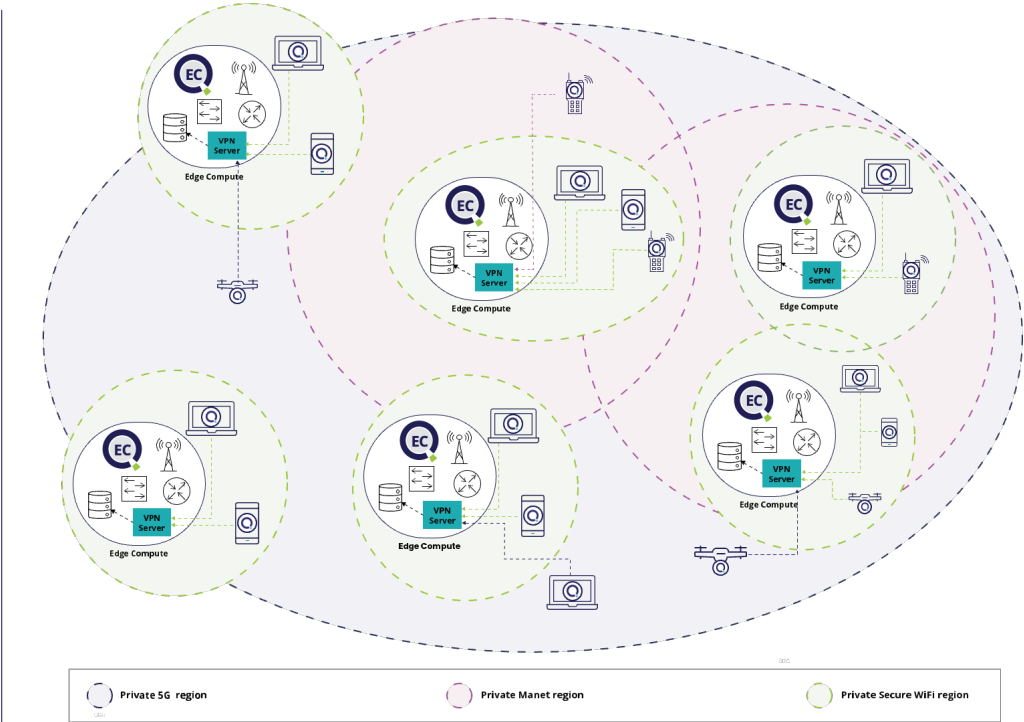 EC
VPN
Server
Edge Compute
EC
VPN
Server
Edge Compute
EC
VPN
Server
Edge Compute
EC
VPN
Server
Edge Compute
EC
VPN
Server
Edge Compute
EC
VPN
Server
Edge Compute
Private 5G region
Private Manet region
Private Secure WiFi region